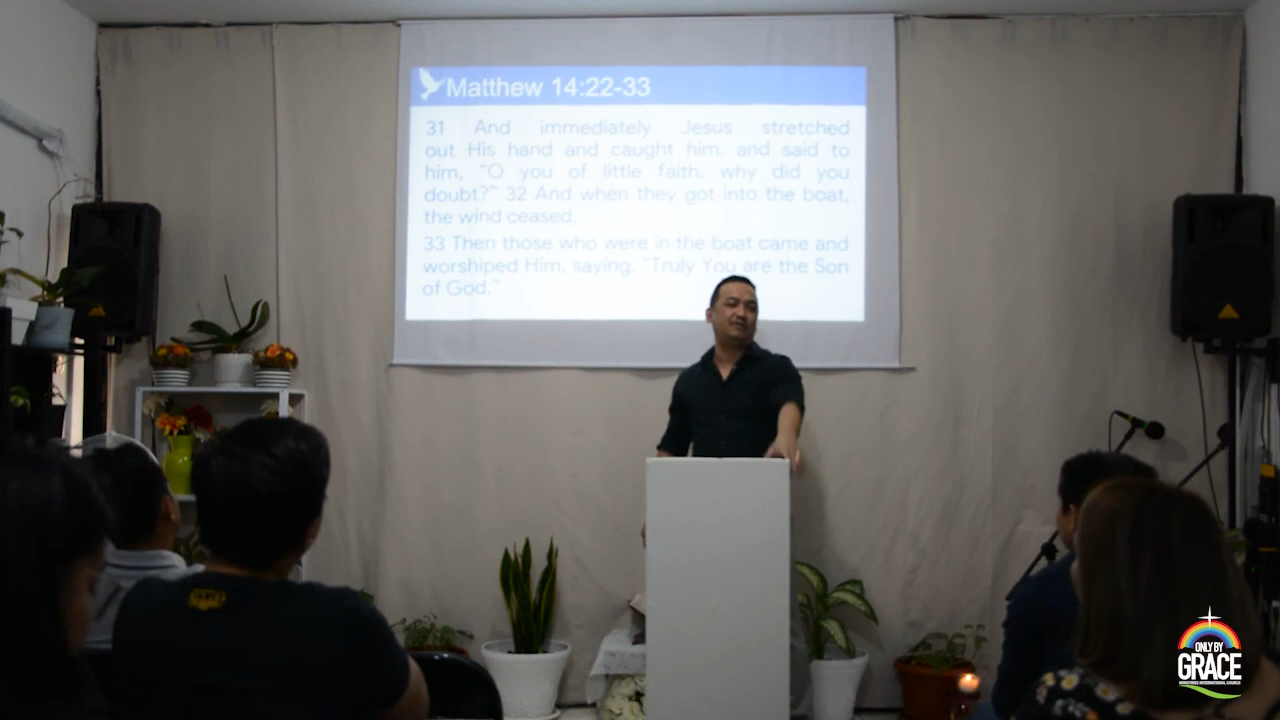 Matthew 14:22-33
31 And immediately Jesus stretched
out His hand and caught him, and said to
him, "O you of little faith, why did you
doubt?" 32 And when they got into the boat,
the wind ceased.
33 Then those who were in the boat came and
worshiped Him, saying, "Truly You are the Son
of God."
ONLY BY
GRACE
MINISTRIES INTERNATIONAL CHURCH